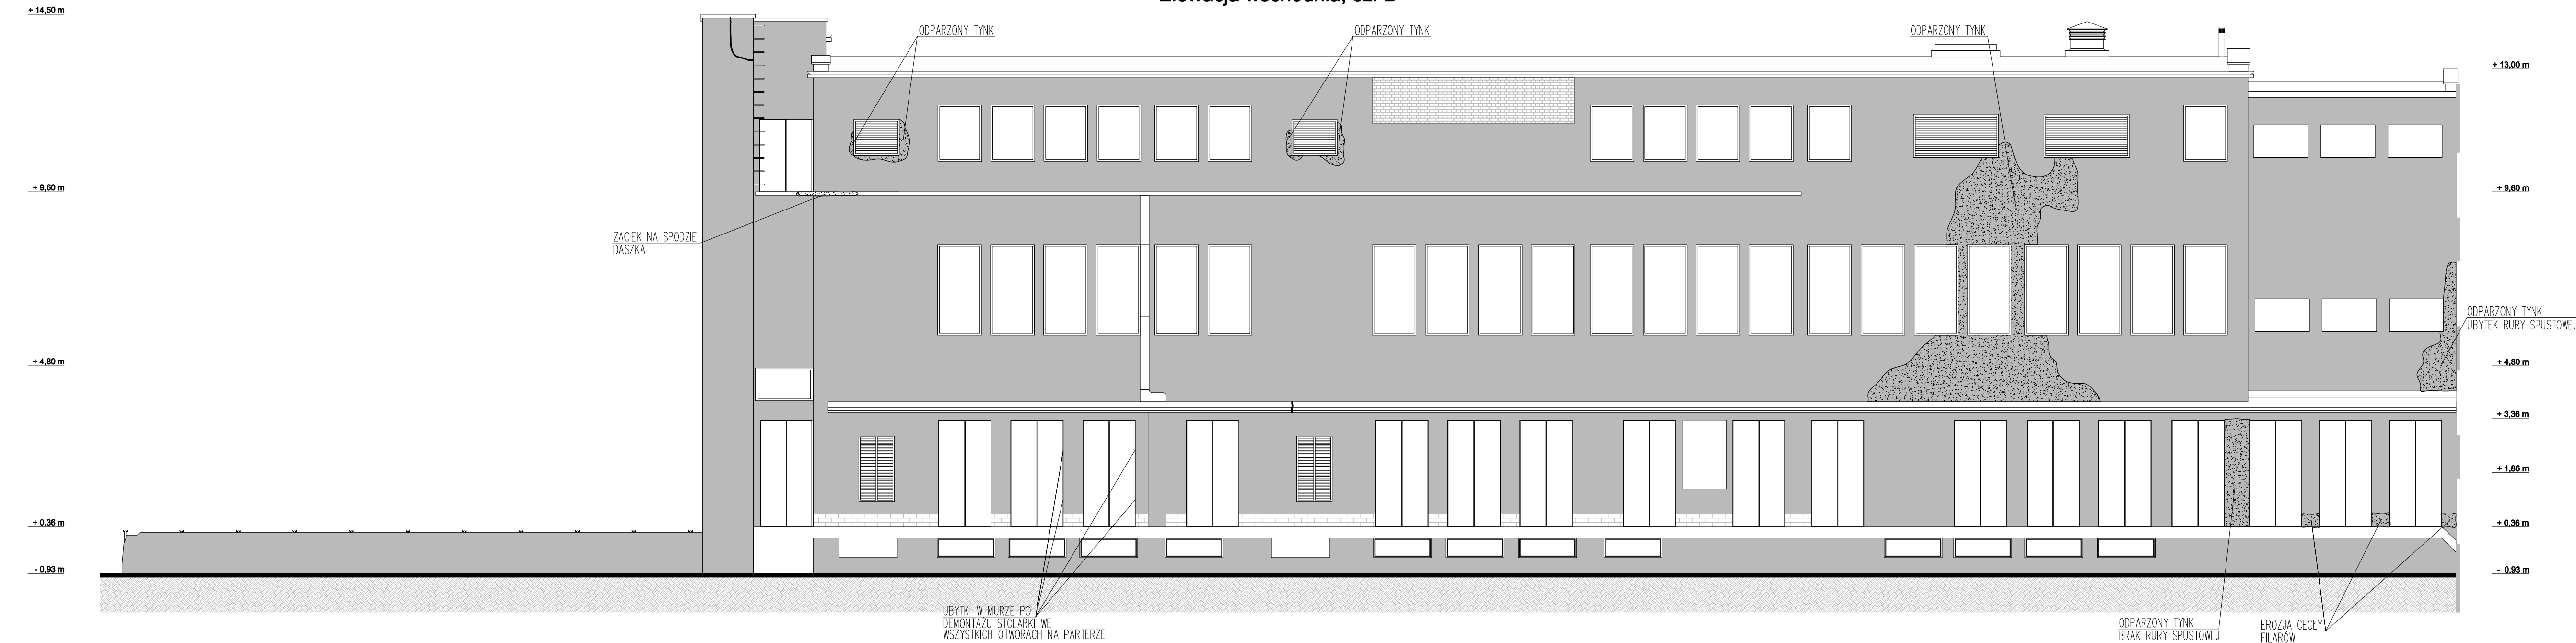 + 14,50 m
ODPARZONY TYNK
ODPARZONY TYNK
ODPARZONY TYNK
+ 13,00 m
+ 9,60 m
+ 9,60 m
ZACIEK NA SPODZIE
DASZKA
ODPARZONY TYNK
UBYTEK RURY SPUSTOWEJ
+ 4,80 m
+ 4,80 m
+ 3,36 m
+ 1,86 m
+ 0,36 m
+ 0,36 m
- 0,93 m
- 0,93 m
UBYTKI W MURZE PO
DEMONTAŻU STOLARKI WE
WSZYSTKICH OTWORACH NA PARTERZE
ODPARZONY TYNK
BRAK RURY SPUSTOWEJ
EROZJA CEGŁY
FILARÓW